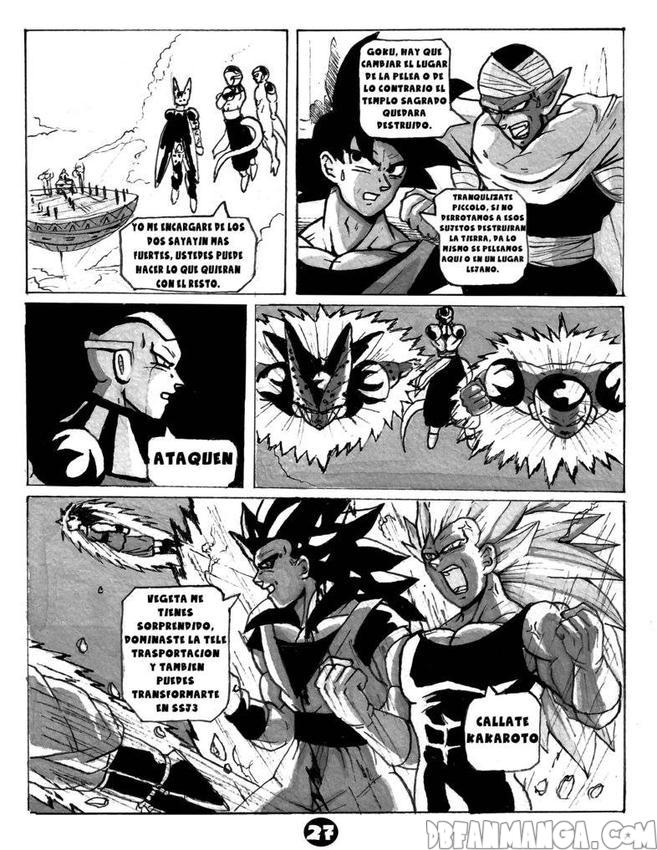 YO ME ENCARGARE DE LOS
DOS SAYAYIN MAS
FUERTES, USTEDES PUEDE
HACER LO QUE QUIERAN
CON EL RESTO.
GOKU, HAY QUE
CAMBIAR EL LUGAR
DE LA PELEA O DE
LO CONTRARIO EL
TEMPLO SAGRADO
QUEDARA
DESTRUIDO.
TRANQUILIZATE
PICCOLO, SI NO
DERROTAMOS A ESOS
SUJETOS DESTRUIRAN
LA TIERRA, DA LO
MISMO SE PELEAMOS
AQUI O EN UN LUGAR
LEJANO.
ATAQUEN
VEGETA ME
TIENES
SORPRENDIDO,
DOMINASTE LA TELE
TRASPORTACION
Y TAMBIEN
PUEDES
TRANSFORMARTE
EN SSJ3
CALLATE
KAKAROTO
27
DBFANMANGA.COM